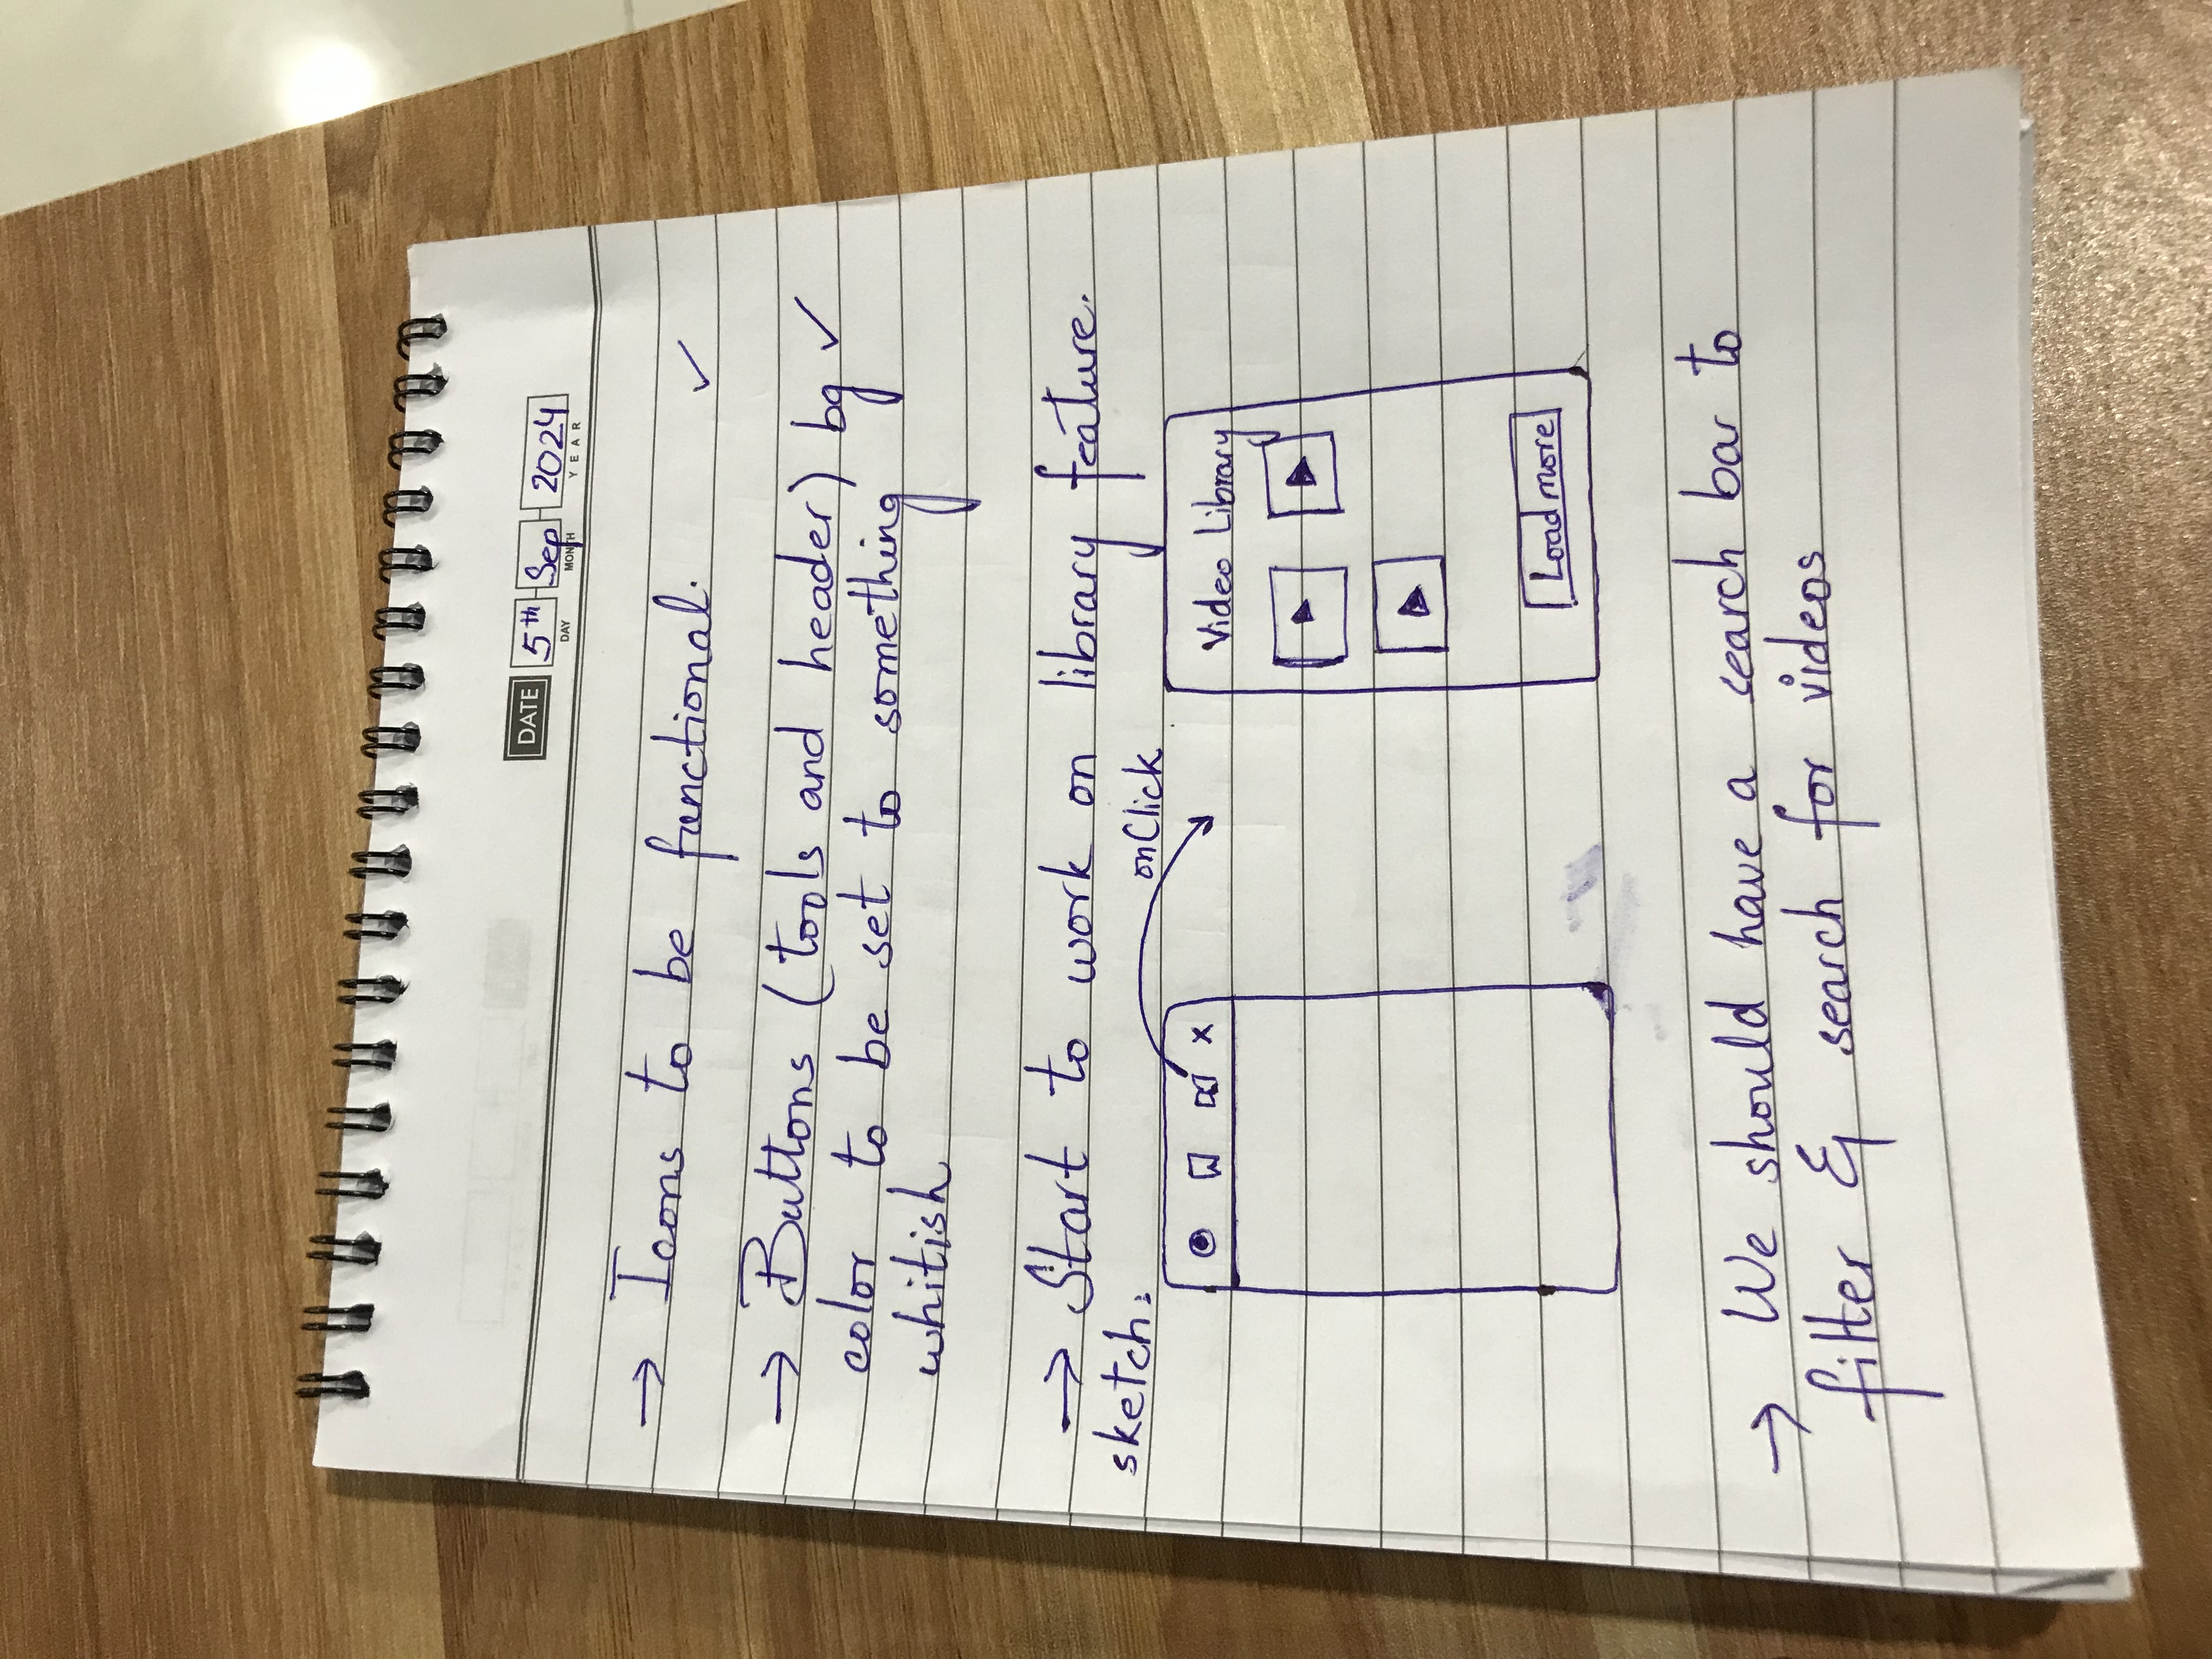 DATE 5th Sep 2024
DAY MONTH YEAR
→ Icons to be functional. ✓
→ Buttons (tools and header) bg ✓
color to be set to something
whitish
→ Start to work on library feature.
sketch:
onClick
x
Video Library
Load more
→ We should have a search bar to
filter & search for videos